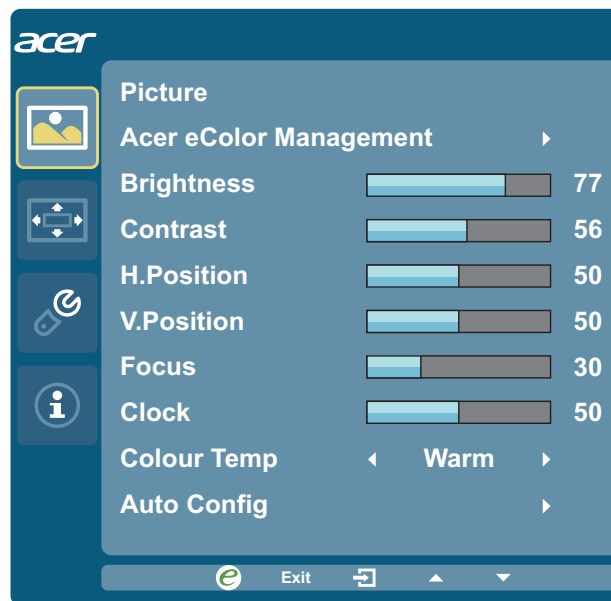 acer
Picture
Acer eColor Management
Brightness 77
Contrast 56
H.Position 50
V.Position 50
Focus 30
Clock 50
Colour Temp Warm
Auto Config
e Exit